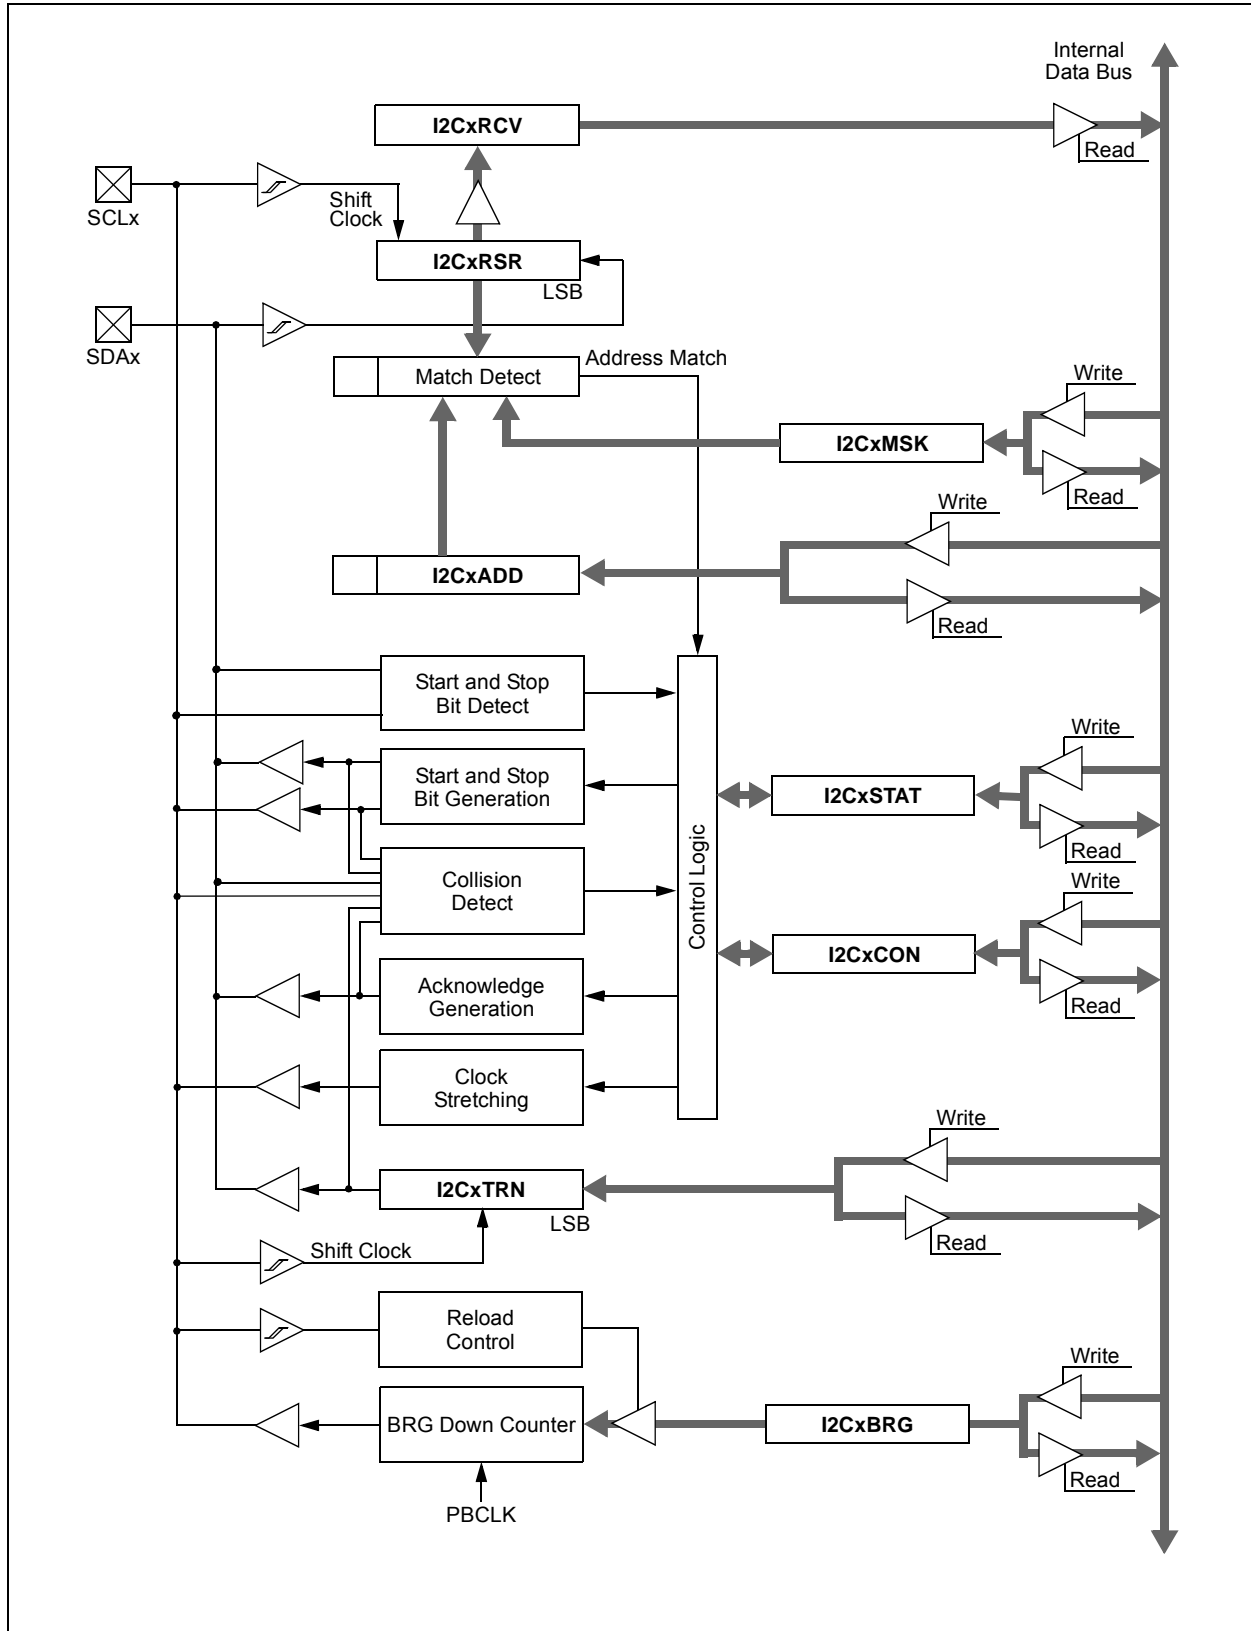 Internal
Data Bus
I2CxRCV
Read
SCLx
Shift
Clock
I2CxRSR
LSB
SDAx
Address Match
Match Detect
Write
I2CxMSK
Read
Write
I2CxADD
Read
Start and Stop
Bit Detect
Write
Start and Stop
Bit Generation
I2CxSTAT
Read
Control Logic
Collision
Detect
Write
I2CxCON
Read
Acknowledge
Generation
Clock
Stretching
Write
I2CxTRN
LSB
Read
Shift Clock
Reload
Control
Write
BRG Down Counter
I2CxBRG
Read
PBCLK